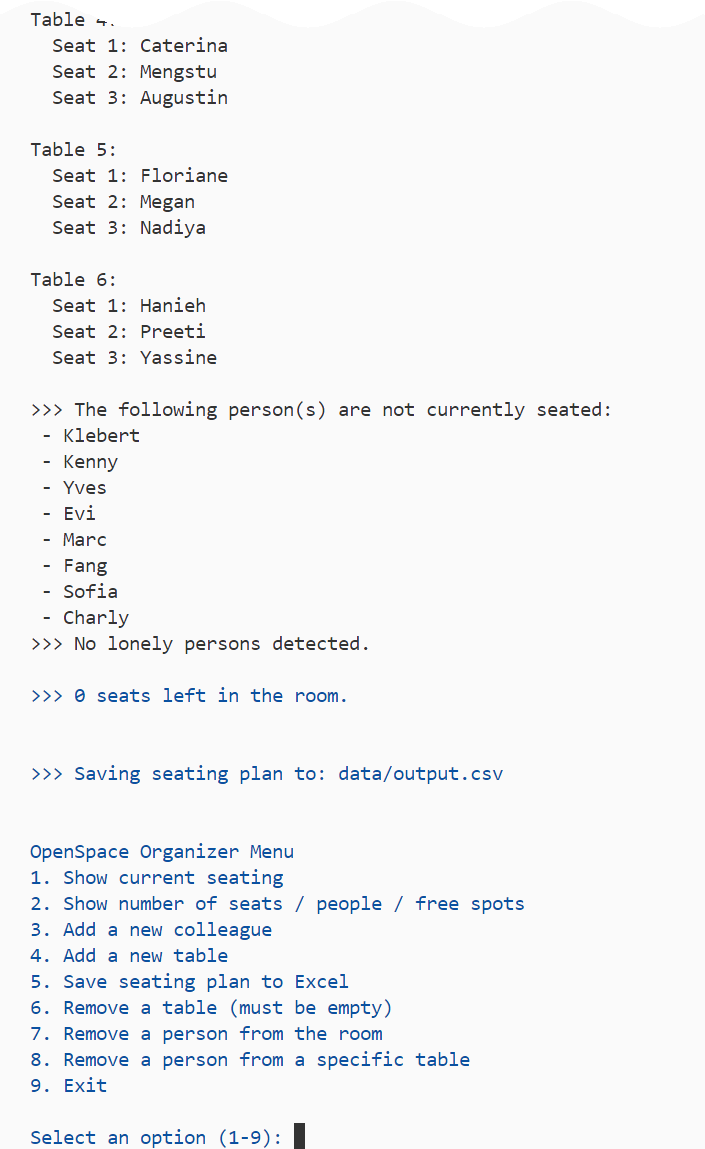 Table 4:
  Seat 1: Caterina
  Seat 2: Mengstu
  Seat 3: Augustin

Table 5:
  Seat 1: Floriane
  Seat 2: Megan
  Seat 3: Nadiya

Table 6:
  Seat 1: Hanieh
  Seat 2: Preeti
  Seat 3: Yassine

>>> The following person(s) are not currently seated:
 - Klebert
 - Kenny
 - Yves
 - Evi
 - Marc
 - Fang
 - Sofia
 - Charly
>>> No lonely persons detected.

>>> 0 seats left in the room.

>>> Saving seating plan to: data/output.csv

OpenSpace Organizer Menu
1. Show current seating
2. Show number of seats / people / free spots
3. Add a new colleague
4. Add a new table
5. Save seating plan to Excel
6. Remove a table (must be empty)
7. Remove a person from the room
8. Remove a person from a specific table
9. Exit

Select an option (1-9):